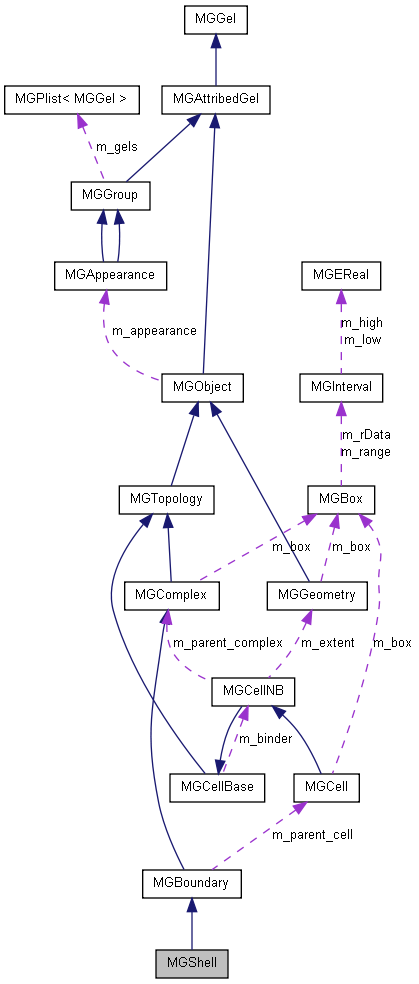 MGGel
MGPlist< MGGel >
MGAttribedGel
m_gels
MGGroup
MGAppearance
MGEReal
m_appearance
m_high
m_low
MGObject
MGInterval
m_rData
m_range
MGTopology
MGBox
m_box
m_box
MGComplex
MGGeometry
m_parent_complex
m_extent
m_box
MGCellNB
m_binder
MGCellBase
MGCell
m_parent_cell
MGBoundary
MGShell